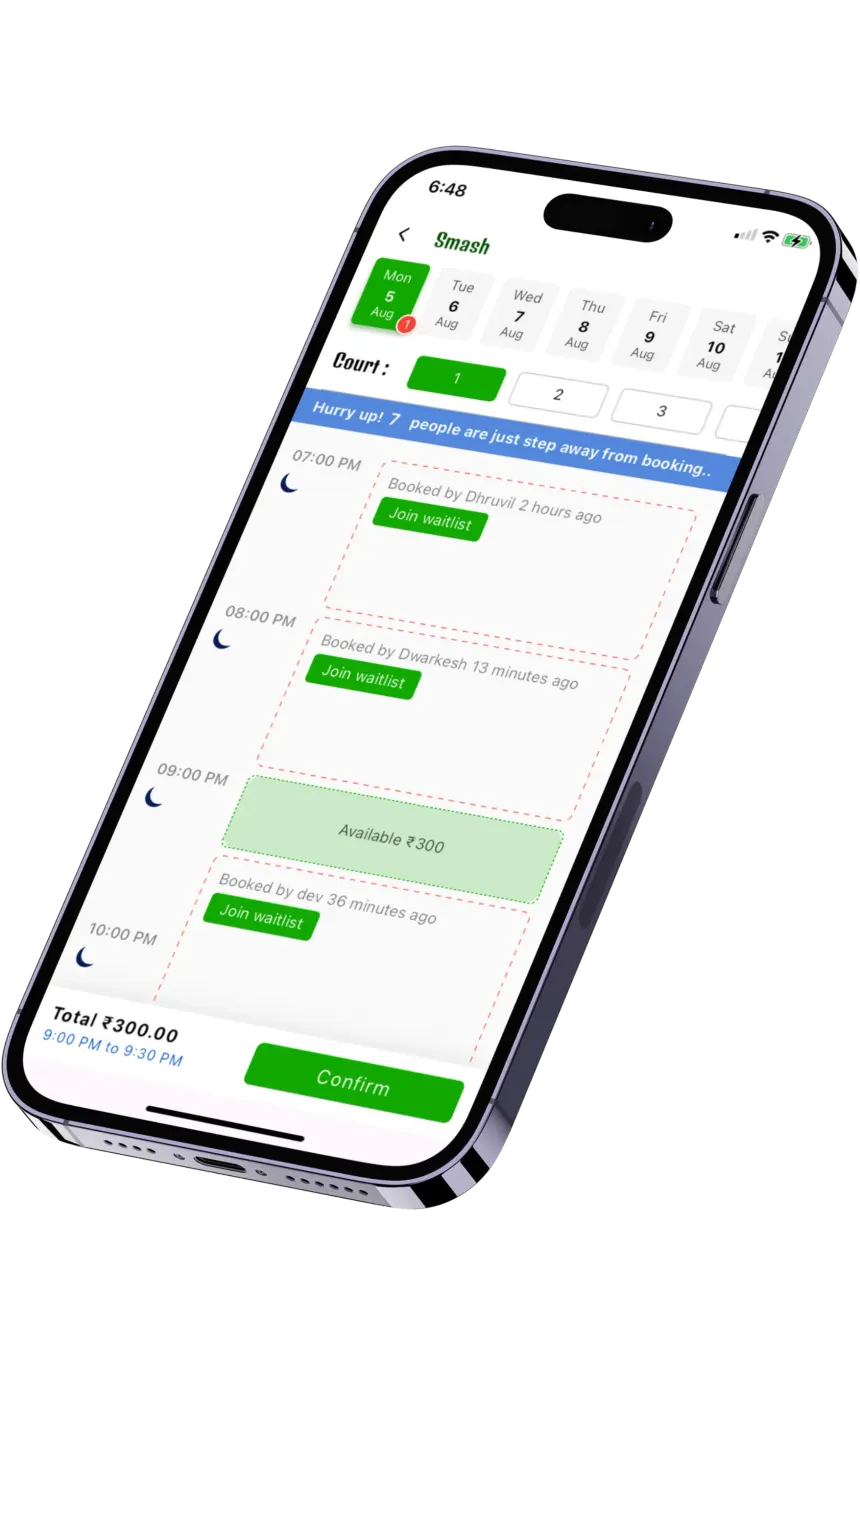 6:48
Smash
Mon
5
Aug
1
Tue
6
Aug
Wed
7
Aug
Thu
8
Aug
Fri
9
Aug
Sat
10
Aug
Court :
1
2
3
Hurry up! 7 people are just step away from booking..
07:00 PM
Booked by Dhruvil 2 hours ago
Join waitlist
08:00 PM
Booked by Dwarkesh 13 minutes ago
Join waitlist
09:00 PM
Available ₹300
Booked by dev 36 minutes ago
Join waitlist
10:00 PM
Total ₹300.00
9:00 PM to 9:30 PM
Confirm